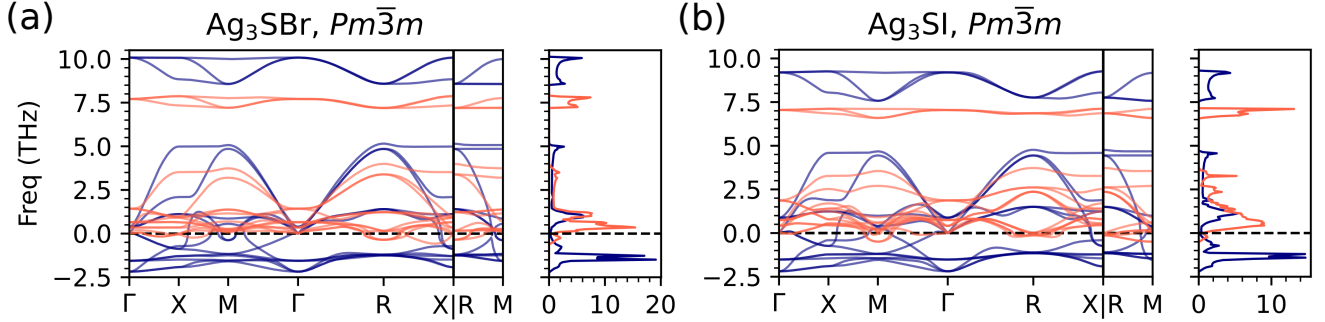 (a) Ag₃SBr, Pm3̅m
10.0
7.5
5.0
2.5
0.0
−2.5
Freq (THz)
Γ X M Γ R X|R M
0 10 20
(b) Ag₃SI, Pm3̅m
10.0
7.5
5.0
2.5
0.0
−2.5
Γ X M Γ R X|R M
0 10